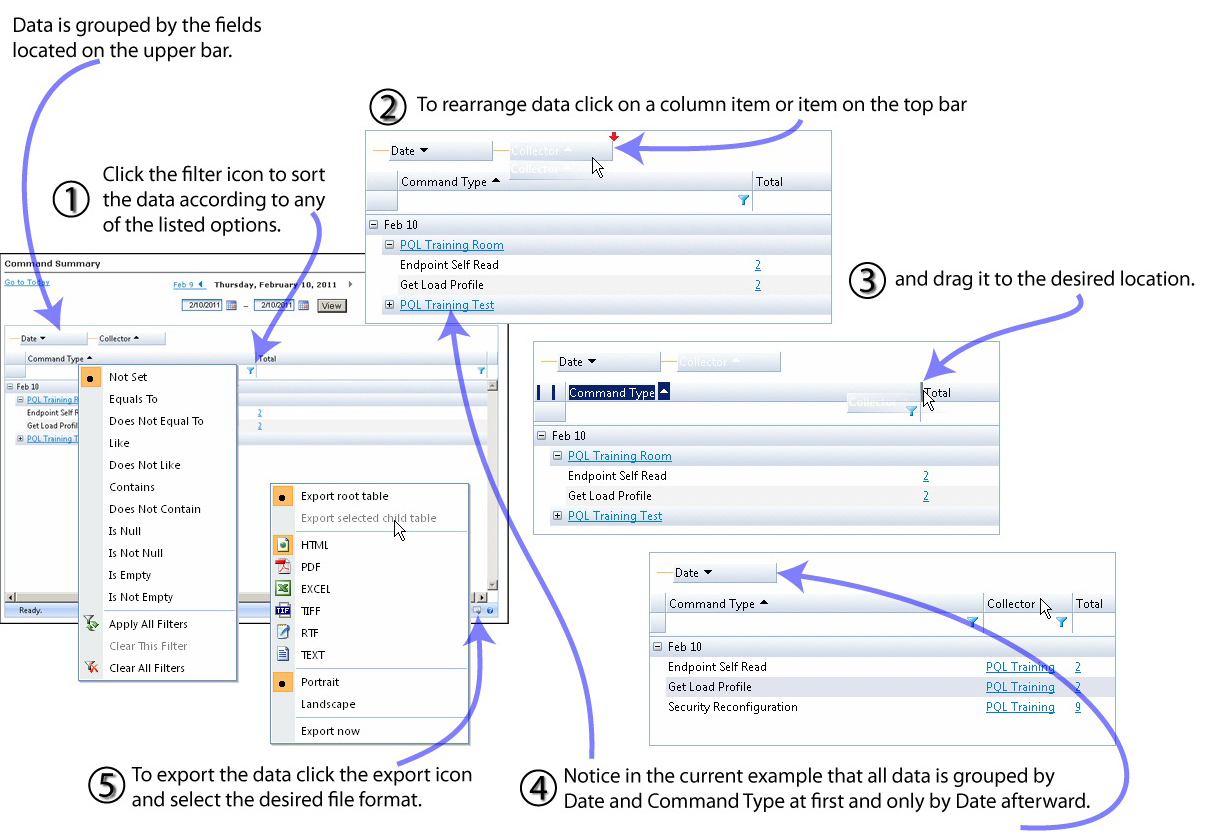 Data is grouped by the fields
located on the upper bar.
1
Click the filter icon to sort
the data according to any
of the listed options.
2 To rearrange data click on a column item or item on the top bar
Date Collector
Collector
Command Type Total
Feb 10
PQL Training Room
Endpoint Self Read 2
Get Load Profile 2
PQL Training Test
3 and drag it to the desired location.
Command Summary
Go to Today
Feb 9 Thursday, February 10, 2011
2/10/2011 – 2/10/2011 View
Date Collector
Command Type Total
Feb 10
PQL Training R
Endpoint Self R 2
Get Load Profil 2
PQL Training T
Ready.
Not Set
Equals To
Does Not Equal To
Like
Does Not Like
Contains
Does Not Contain
Is Null
Is Not Null
Is Empty
Is Not Empty
Apply All Filters
Clear This Filter
Clear All Filters
Export root table
Export selected child table
HTML
PDF
EXCEL
TIF TIFF
RTF
TEXT
Portrait
Landscape
Export now
Date Collector
Command Type Total
Collector
Feb 10
PQL Training Room
Endpoint Self Read 2
Get Load Profile 2
PQL Training Test
Date
Command Type Collector Total
Feb 10
Endpoint Self Read PQL Training 2
Get Load Profile PQL Training 2
Security Reconfiguration PQL Training 9
5 To export the data click the export icon
and select the desired file format.
4 Notice in the current example that all data is grouped by
Date and Command Type at first and only by Date afterward.